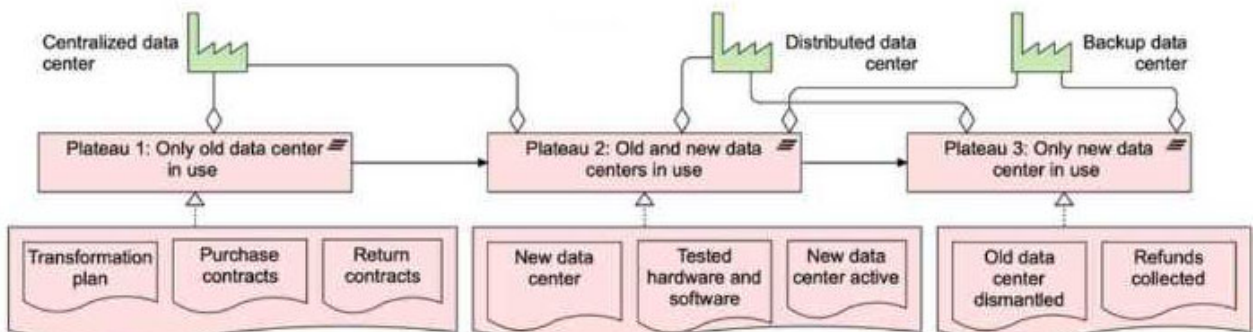 Centralized data
center
Distributed data
center
Backup data
center
Plateau 1: Only old data center
in use
Plateau 2: Old and new data
centers in use
Plateau 3: Only new data
center in use
Transformation
plan
Purchase
contracts
Return
contracts
New data
center
Tested
hardware and
software
New data
center active
Old data
center
dismantled
Refunds
collected